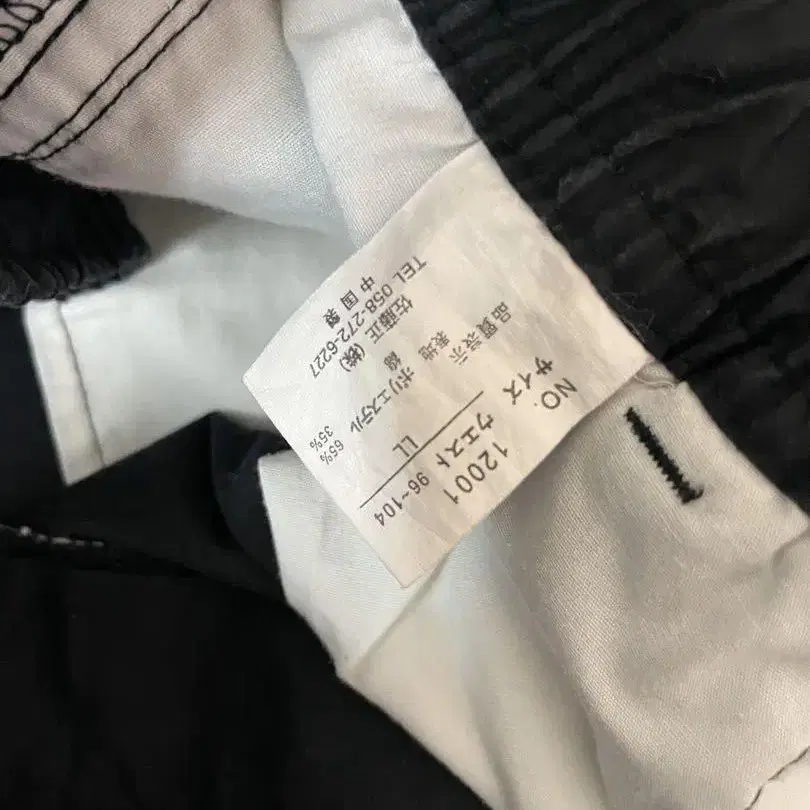 NO. 12001
サイズ ウエスト 96~104
LL
品質表示
表地 ポリエステル 65%
綿 35%
佐藤正(株)
TEL 058-272-6227
中国製